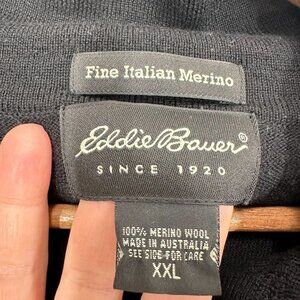 Fine Italian Merino
Eddie Bauer®
SINCE 1920
100% MERINO WOOL
MADE IN AUSTRALIA
SEE SIDE FOR CARE
XXL